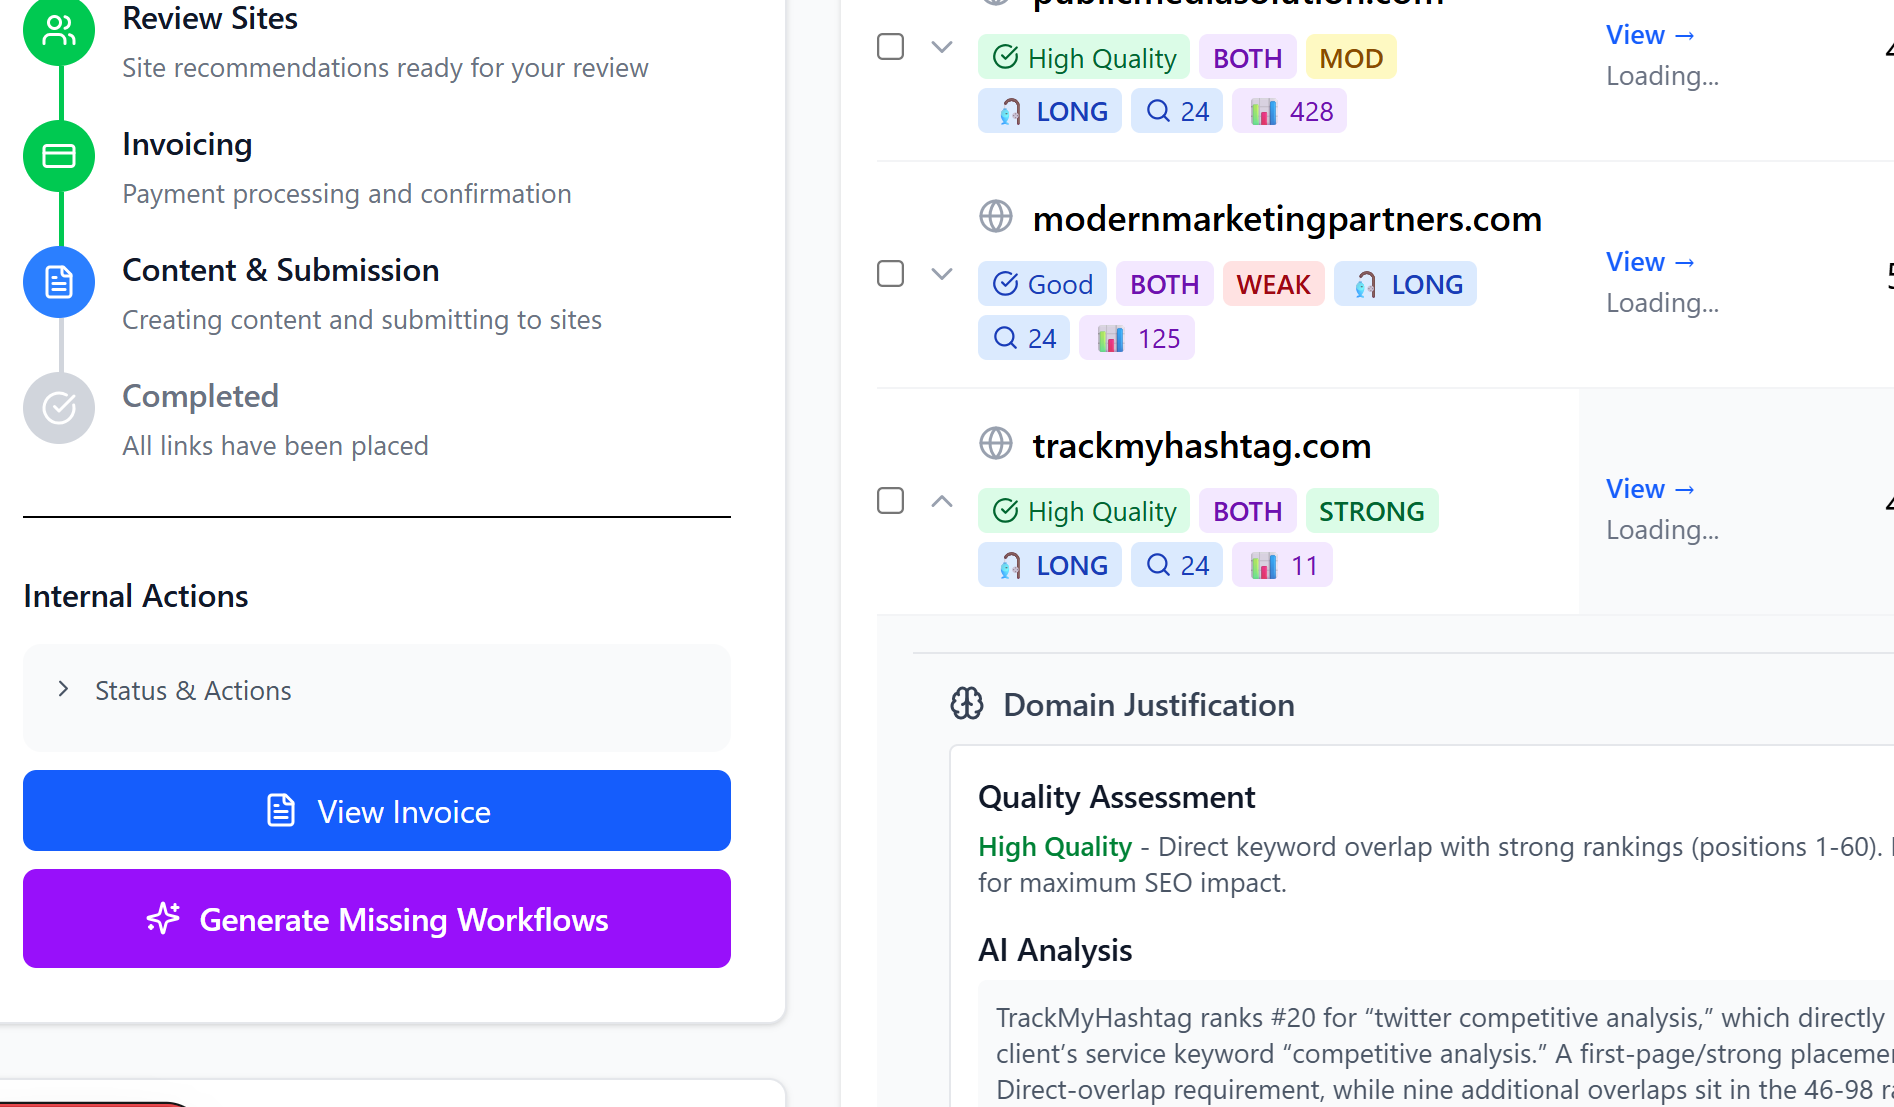 Review Sites
Site recommendations ready for your review
Invoicing
Payment processing and confirmation
Content & Submission
Creating content and submitting to sites
Completed
All links have been placed
Internal Actions
Status & Actions
View Invoice
Generate Missing Workflows
publicmediasolution.com
High Quality BOTH MOD
LONG 24 428
View →
Loading...
modernmarketingpartners.com
Good BOTH WEAK LONG
24 125
View →
Loading...
trackmyhashtag.com
High Quality BOTH STRONG
LONG 24 11
View →
Loading...
Domain Justification
Quality Assessment
High Quality - Direct keyword overlap with strong rankings (positions 1-60).
for maximum SEO impact.
AI Analysis
TrackMyHashtag ranks #20 for “twitter competitive analysis,” which directly
client’s service keyword “competitive analysis.” A first-page/strong
Direct-overlap requirement, while nine additional overlaps sit in the 46-98